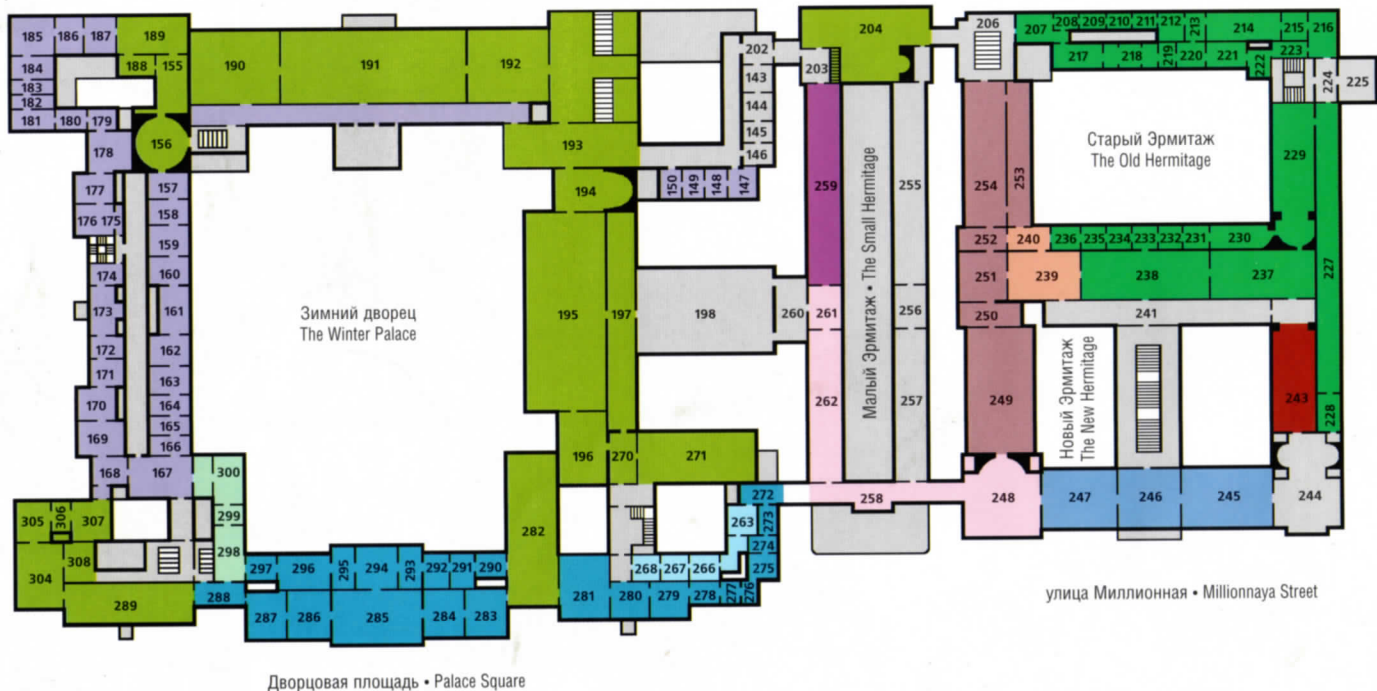 185 186 187 189
184 188 155 190 191 192
183
182
181 180 179
178 156
193
177 157
176 175 158
159
174 160
173 161
172 162
171 163
170 164
165
169 166
168 167
300
299
298
305 306 307
308
304
289
288
297 296 295 294 293 292 291 290
287 286 285 284 283
282
Зимний дворец
The Winter Palace
194
195 197
196 270 271
198 260
202 203
143
144
145
146
150 149 148 147
204
259
261
262
255
256
257
258
Малый Эрмитаж • The Small Hermitage
272
263 273
274
275
268 267 266
281 280 279 278 277 276
206 207 208 209 210 211 212 213 214 215 216
217 218 219 220 221 222 223
224 225
Старый Эрмитаж
The Old Hermitage
254 253
229
252 240 236 235 234 233 232 231 230
251 239 238 237 227
250 241
249
243 228
Новый Эрмитаж
The New Hermitage
248 247 246 245 244
улица Миллионная • Millionnaya Street
Дворцовая площадь • Palace Square